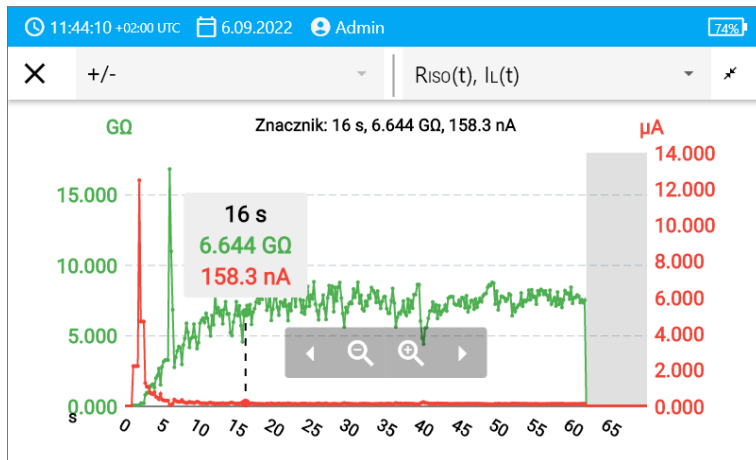 11:44:10 +02:00 UTC 6.09.2022 Admin 74%
+/- RISO(t), IL(t)
GΩ Znacznik: 16 s, 6.644 GΩ, 158.3 nA µA
14.000
15.000 12.000
16 s
10.000
6.644 GΩ
10.000 8.000
158.3 nA
6.000
5.000 4.000
2.000
0.000 0.000
s 0 5 10 15 20 25 30 35 40 45 50 55 60 65